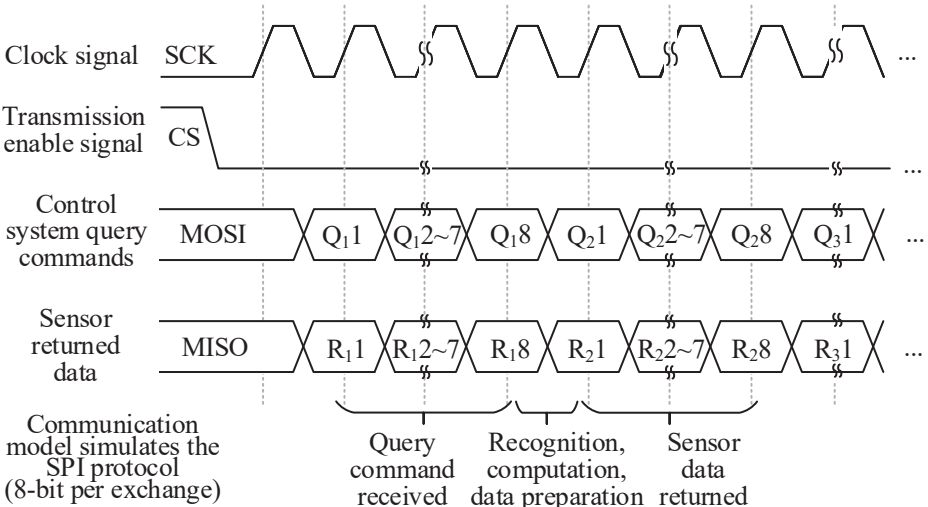 Clock signal SCK ...
Transmission
enable signal CS ...
Control
system query
commands
MOSI Q₁1 Q₁2~7 Q₁8 Q₂1 Q₂2~7 Q₂8 Q₃1 ...
Sensor
returned
data
MISO R₁1 R₁2~7 R₁8 R₂1 R₂2~7 R₂8 R₃1 ...
Communication
model simulates the
SPI protocol
(8-bit per exchange)
Query
command
received
Recognition,
computation,
data preparation
Sensor
data
returned